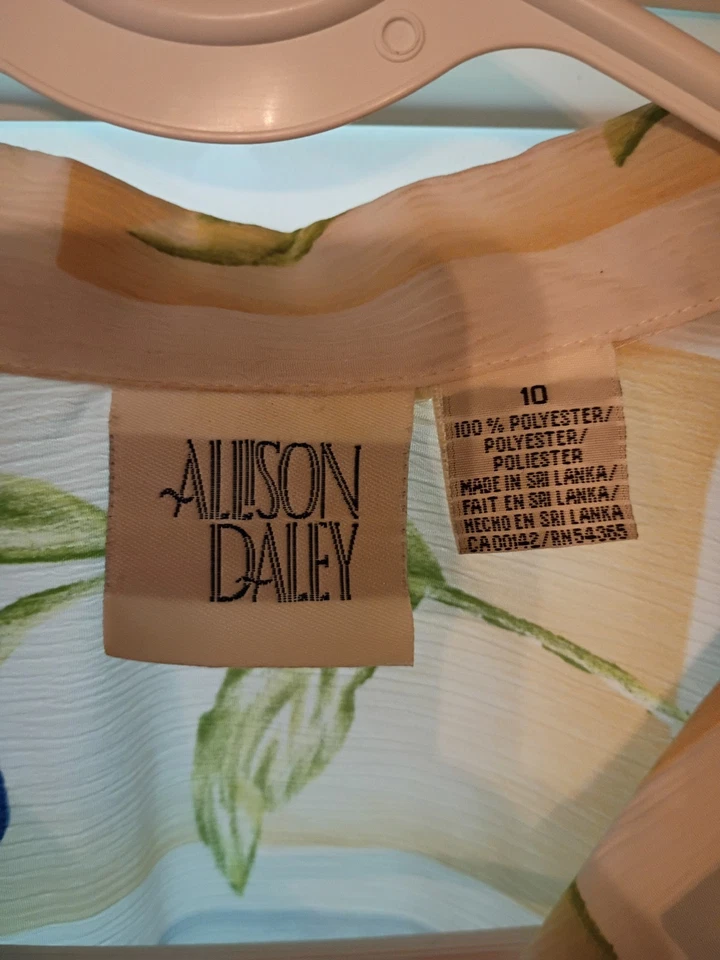 ALLISON
DALEY
10
100 % POLYESTER/
POLYESTER/
POLIESTER
MADE IN SRI LANKA/
FAIT EN SRI LANKA/
HECHO EN SRI LANKA
CA00142/RN54365